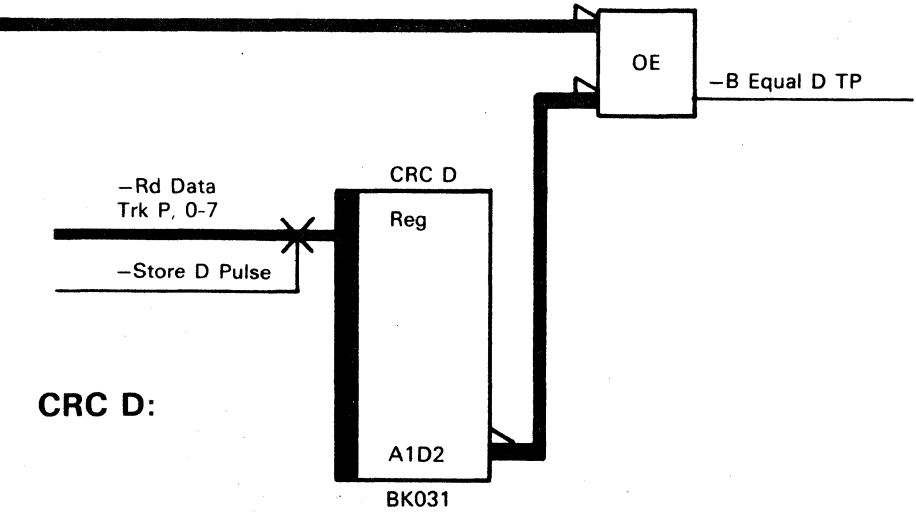 OE
—B Equal D TP
CRC D
—Rd Data
Trk P, 0-7
Reg
—Store D Pulse
CRC D:
A1D2
BK031